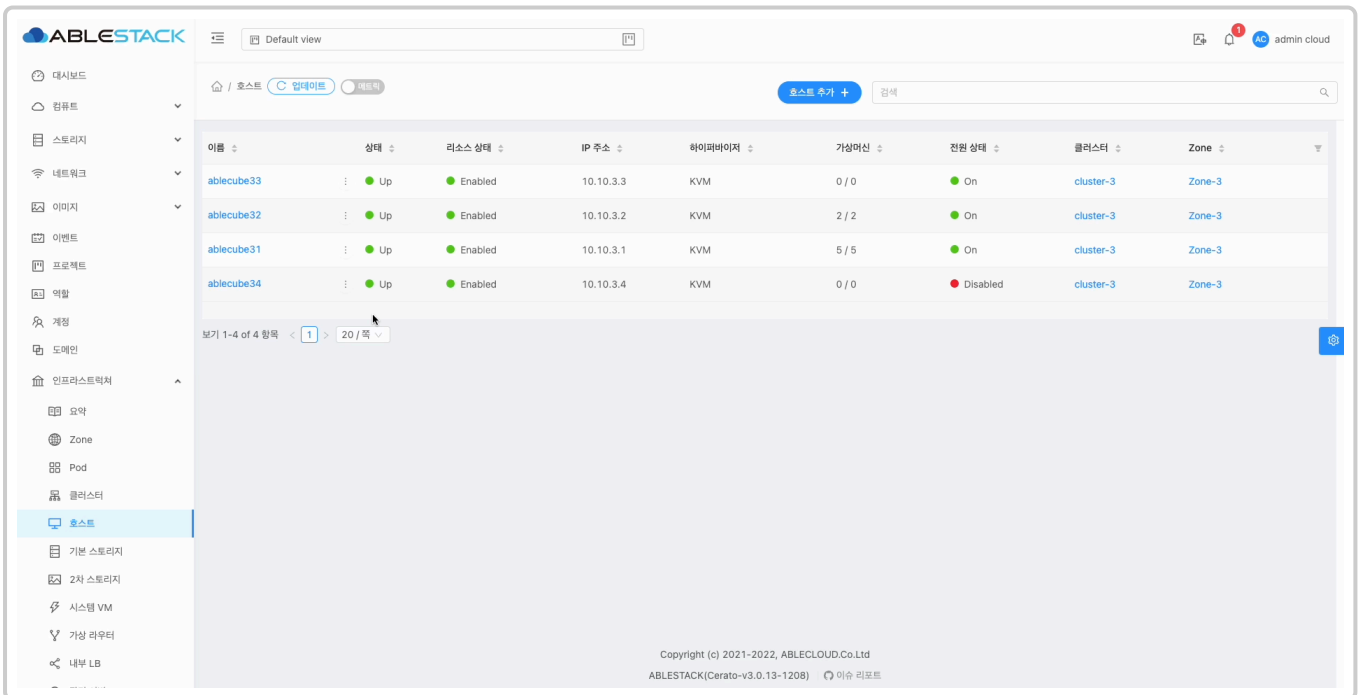 ABLESTACK
Default view
1
AC admin cloud
대시보드
컴퓨트
스토리지
네트워크
이미지
이벤트
프로젝트
역할
계정
도메인
인프라스트럭쳐
요약
Zone
Pod
클러스터
호스트
기본 스토리지
2차 스토리지
시스템 VM
가상 라우터
내부 LB
/ 호스트 업데이트 메트릭
호스트 추가 + 검색
이름 상태 리소스 상태 IP 주소 하이퍼바이저 가상머신 전원 상태 클러스터 Zone
ablecube33 Up Enabled 10.10.3.3 KVM 0 / 0 On cluster-3 Zone-3
ablecube32 Up Enabled 10.10.3.2 KVM 2 / 2 On cluster-3 Zone-3
ablecube31 Up Enabled 10.10.3.1 KVM 5 / 5 On cluster-3 Zone-3
ablecube34 Up Enabled 10.10.3.4 KVM 0 / 0 Disabled cluster-3 Zone-3
보기 1-4 of 4 항목 < 1 > 20 / 쪽
Copyright (c) 2021-2022, ABLECLOUD.Co.Ltd
ABLESTACK(Cerato-v3.0.13-1208) 이슈 리포트